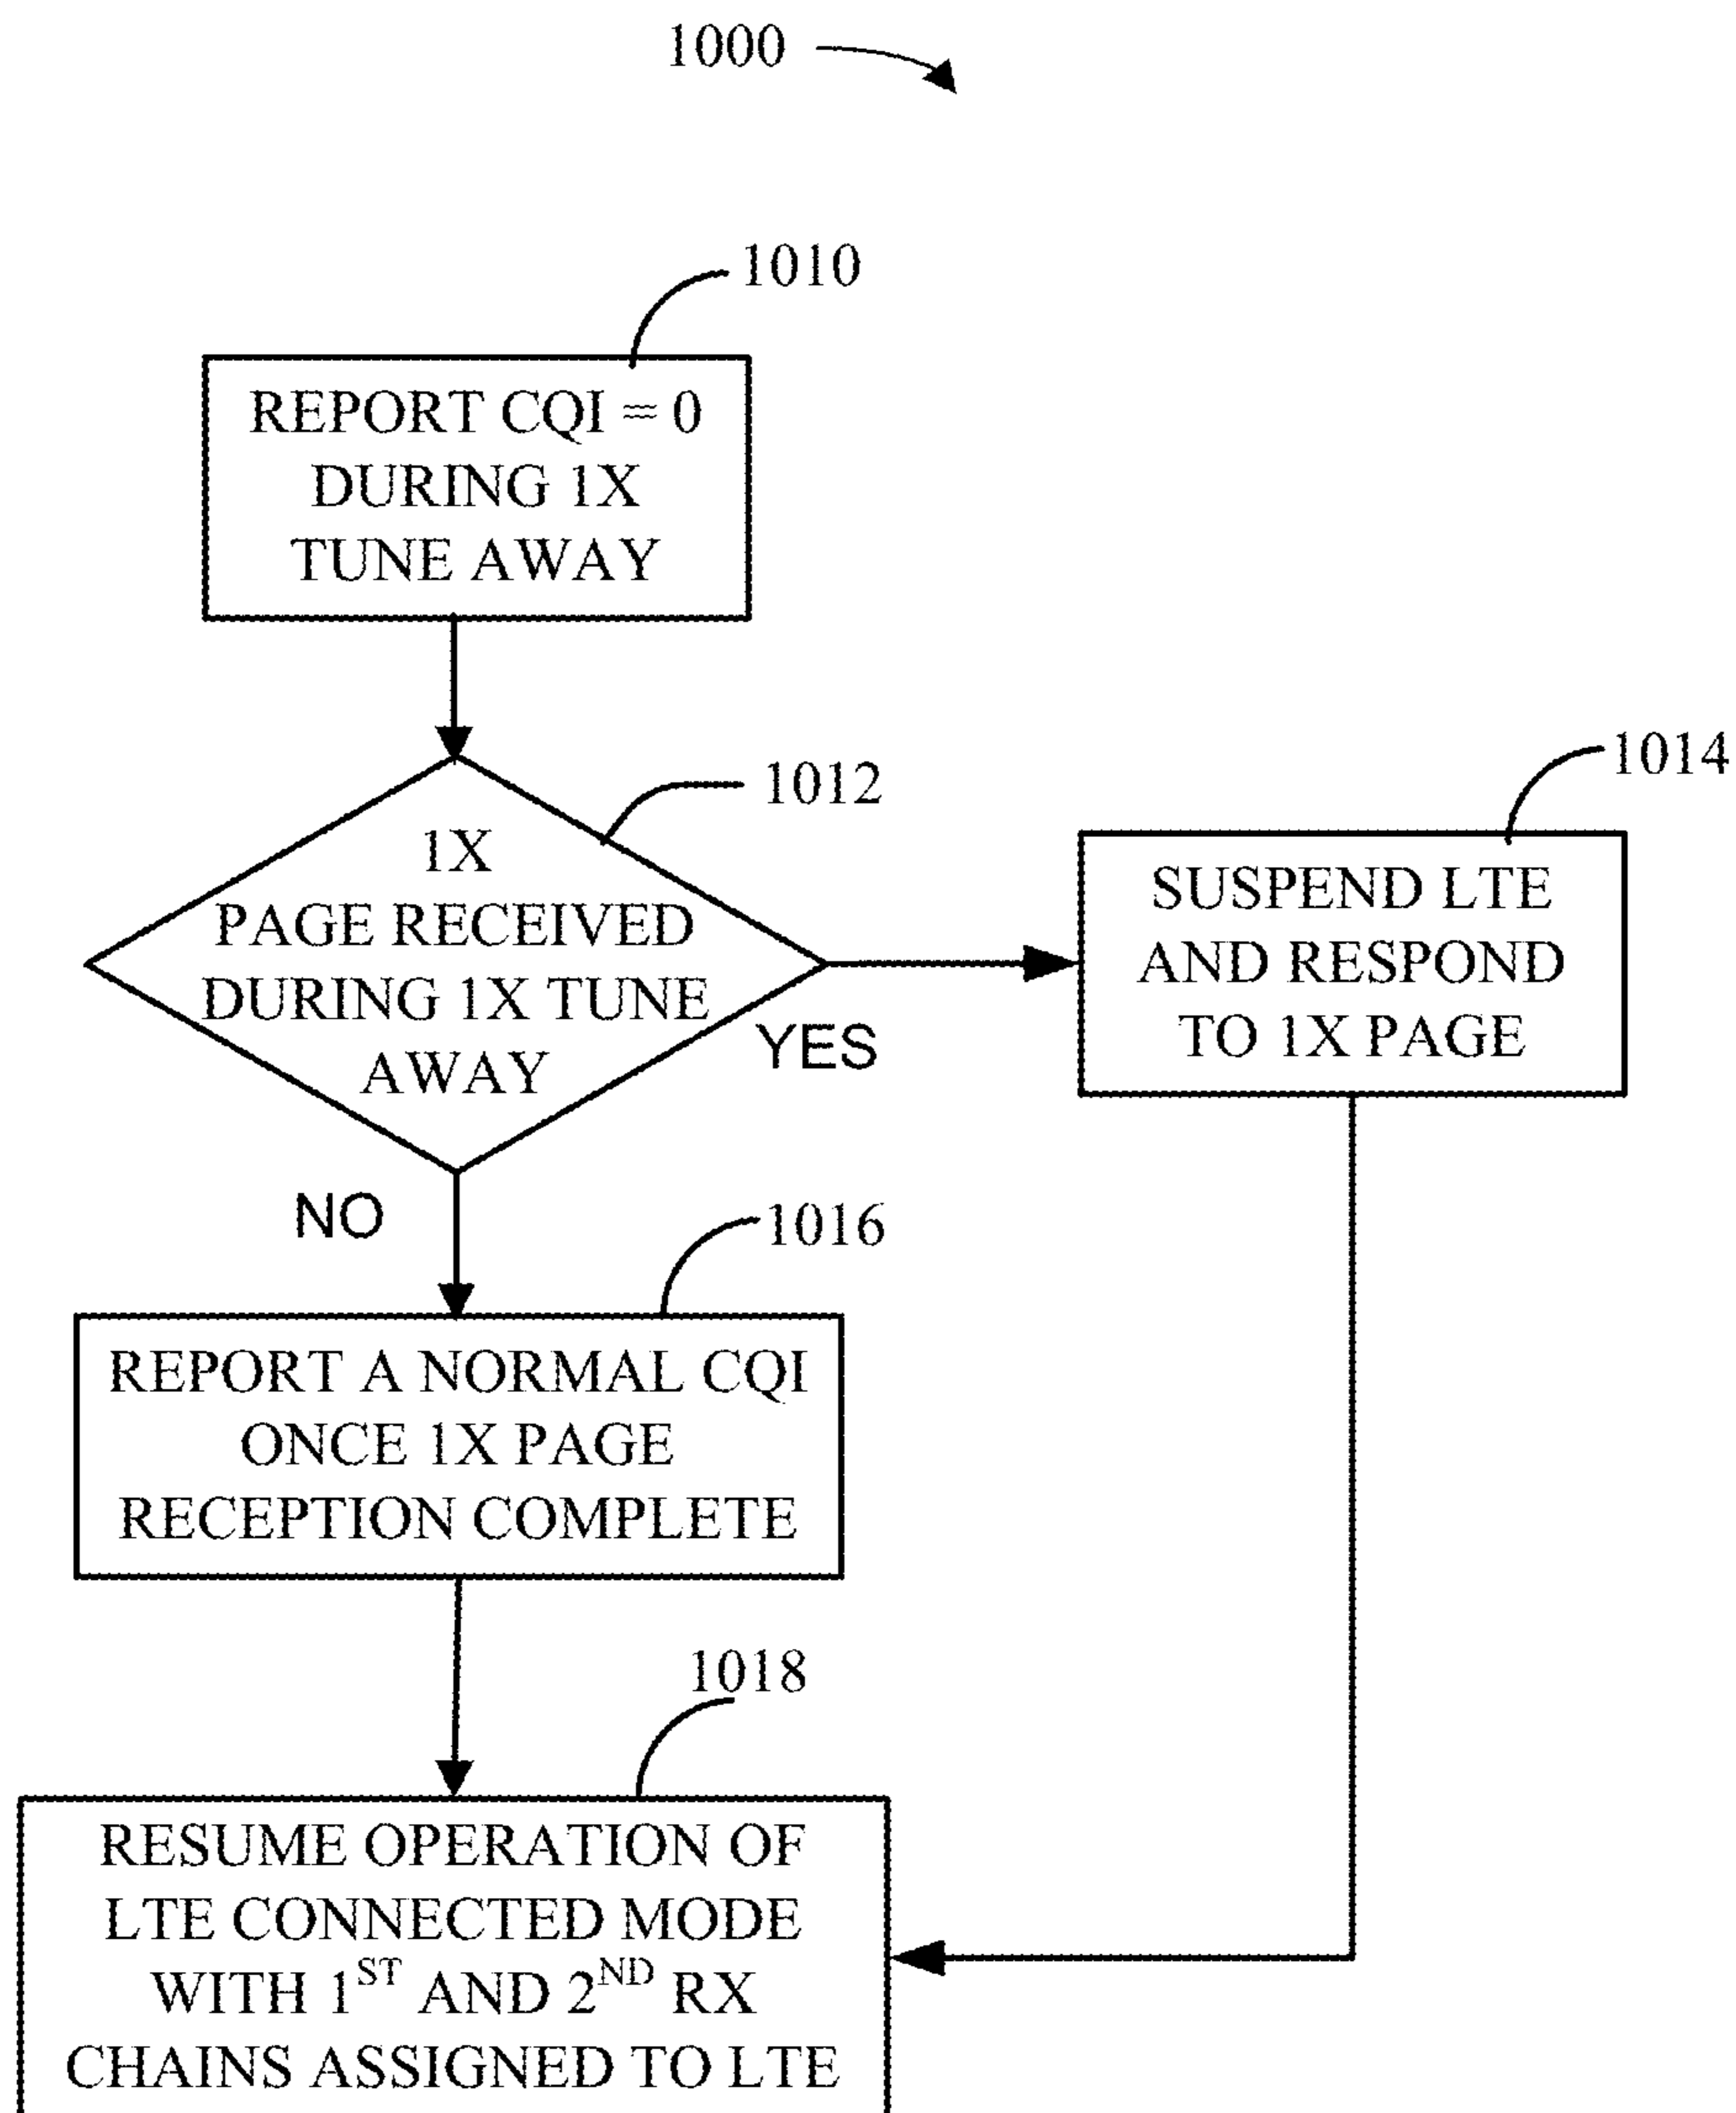 1000
1010
REPORT CQI = 0
DURING 1X
TUNE AWAY
1012
1X
PAGE RECEIVED
DURING 1X TUNE
AWAY
YES
1014
SUSPEND LTE
AND RESPOND
TO 1X PAGE
NO
1016
REPORT A NORMAL CQI
ONCE 1X PAGE
RECEPTION COMPLETE
1018
RESUME OPERATION OF
LTE CONNECTED MODE
WITH 1ST AND 2ND RX
CHAINS ASSIGNED TO LTE